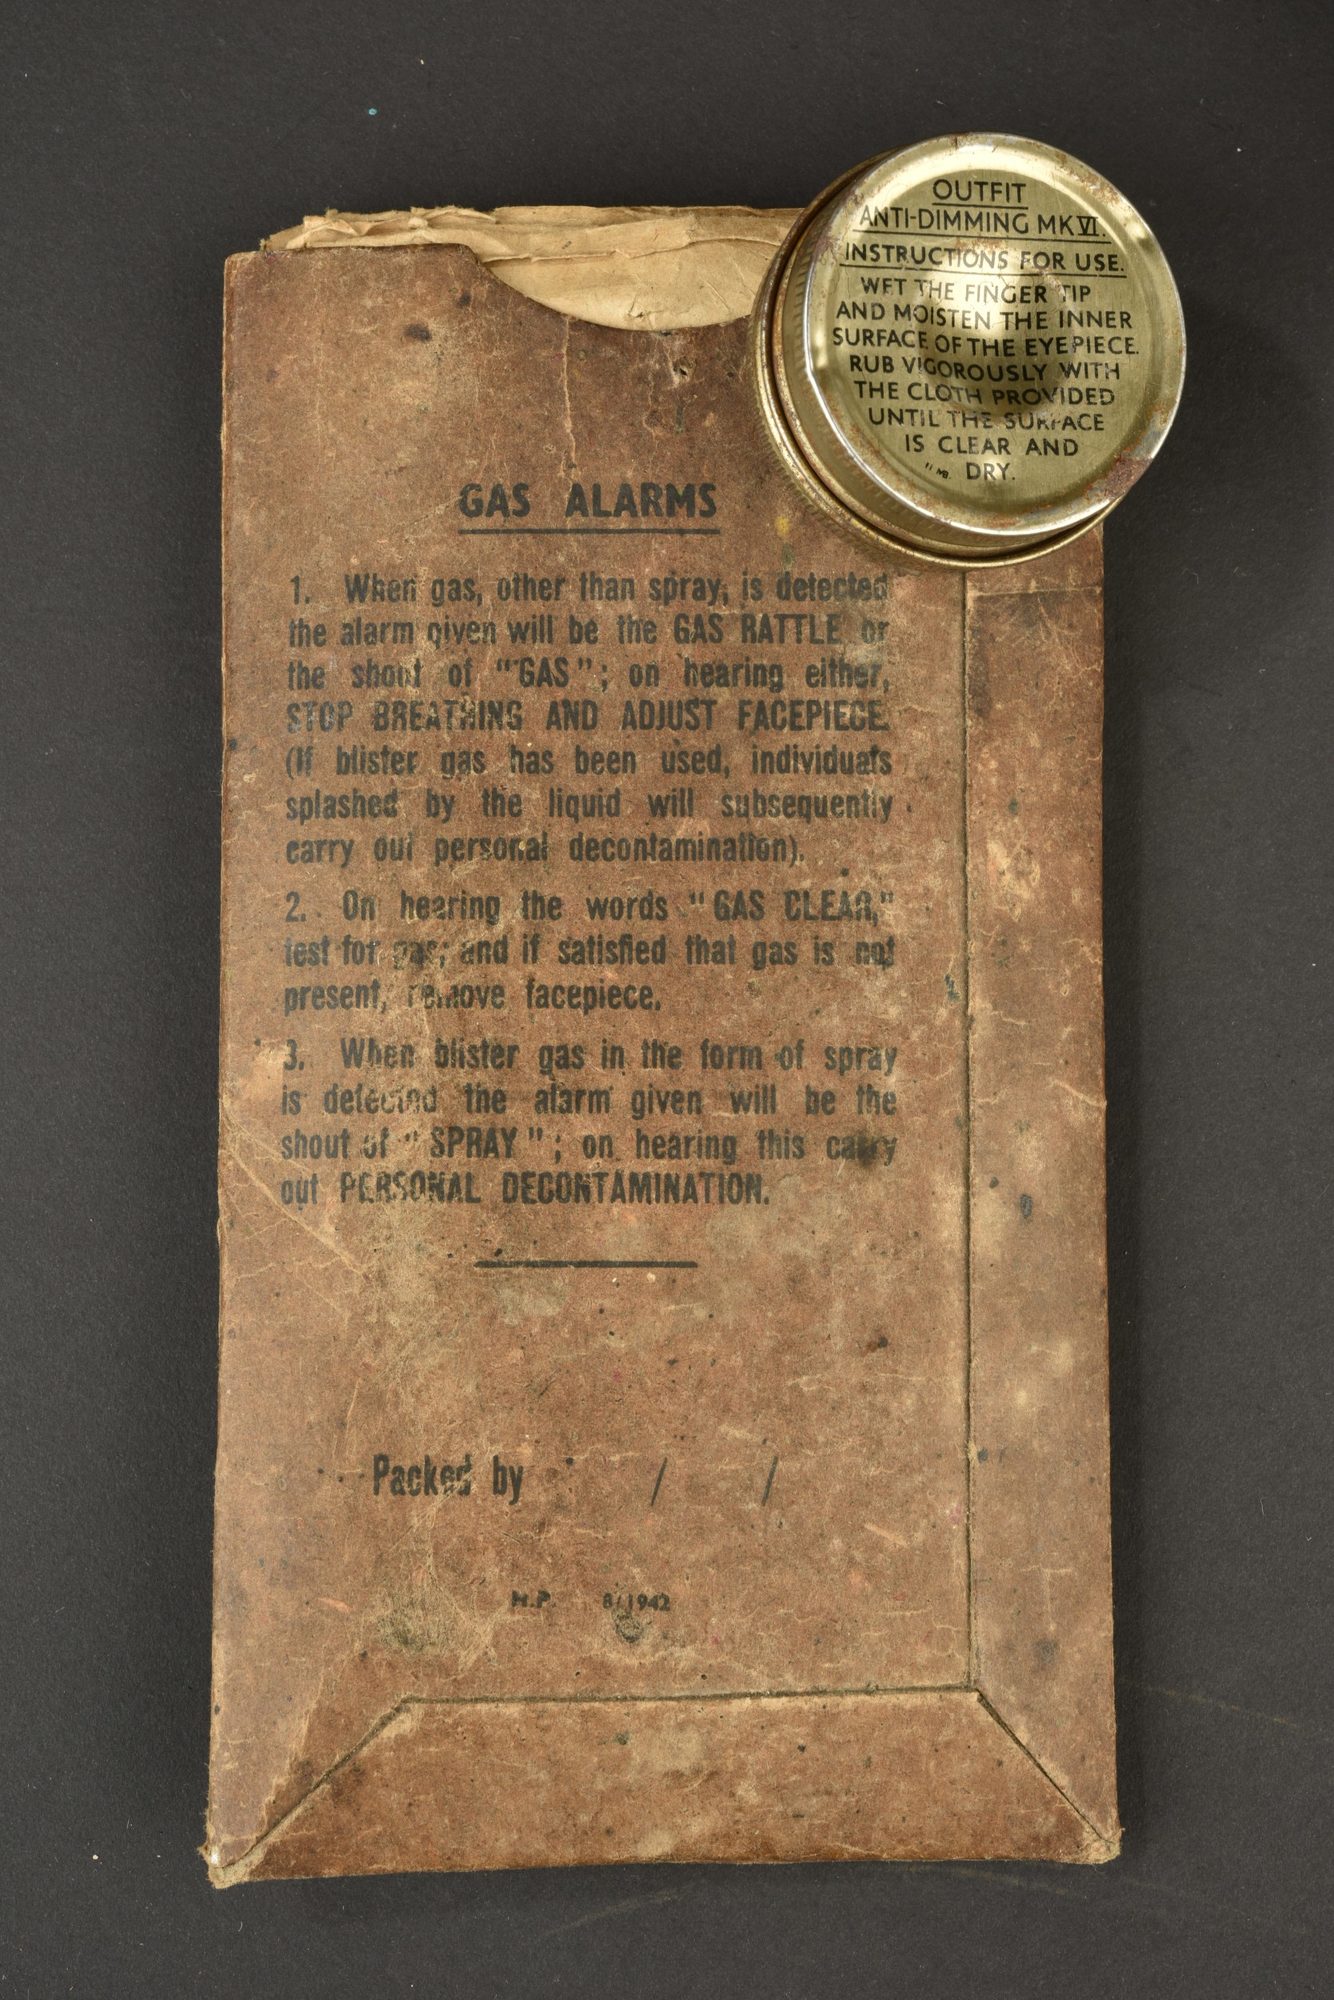 OUTFIT
ANTI-DIMMING MK VI.
INSTRUCTIONS FOR USE.
WET THE FINGER TIP
AND MOISTEN THE INNER
SURFACE OF THE EYEPIECE.
RUB VIGOROUSLY WITH
THE CLOTH PROVIDED
UNTIL THE SURFACE
IS CLEAR AND
DRY.
GAS ALARMS
1. When gas, other than spray, is detected
the alarm given will be the GAS RATTLE or
the shout of "GAS"; on hearing either,
STOP BREATHING AND ADJUST FACEPIECE.
(If blister gas has been used, individuals
splashed by the liquid will subsequently
carry out personal decontamination).
2. On hearing the words "GAS CLEAR,"
test for gas; and if satisfied that gas is not
present, remove facepiece.
3. When blister gas in the form of spray
is detected the alarm given will be the
shout of "SPRAY"; on hearing this carry
out PERSONAL DECONTAMINATION.
Packed by / /
H.P. 8/1942